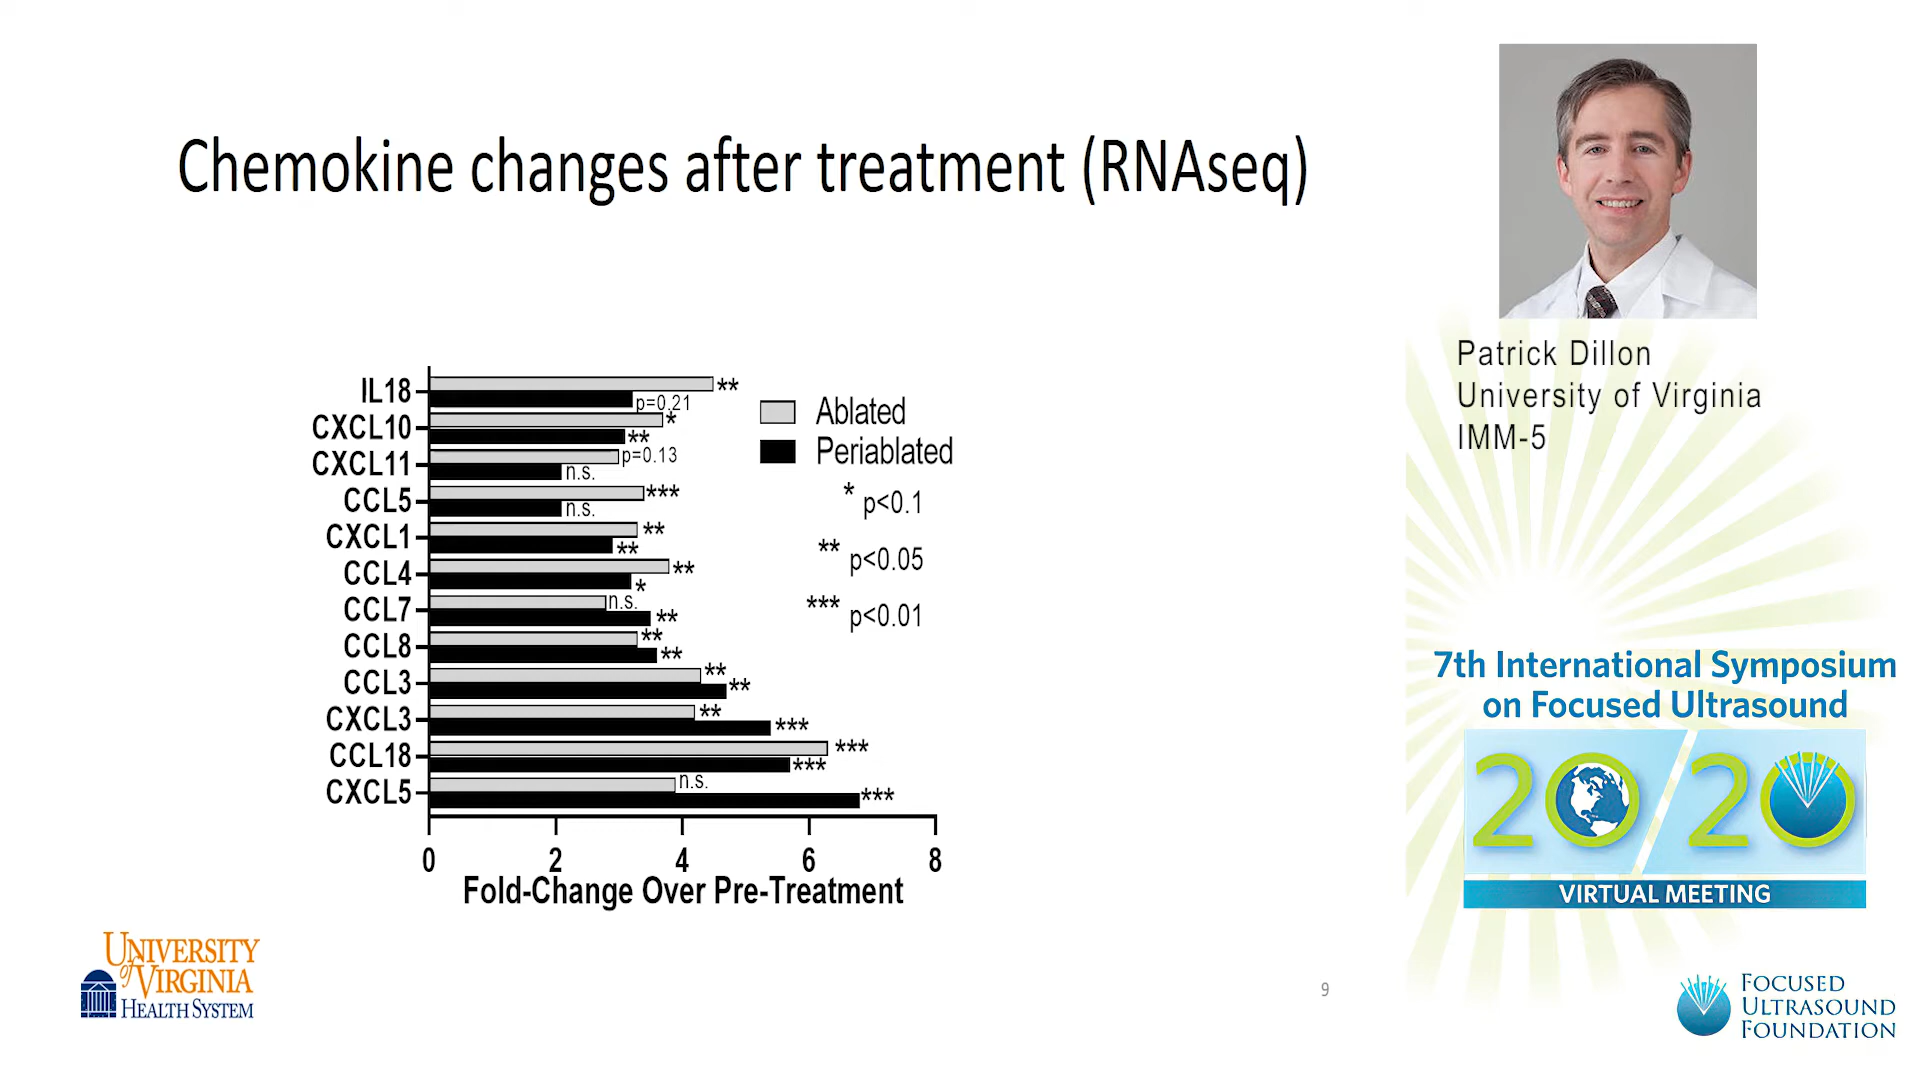 Chemokine changes after treatment (RNAseq)
IL18
**
p=0.21
CXCL10
*
**
CXCL11
p=0.13
n.s.
CCL5
***
n.s.
CXCL1
**
**
CCL4
**
*
CCL7
n.s.
**
CCL8
**
**
CCL3
**
**
CXCL3
**
***
CCL18
***
***
CXCL5
n.s.
***
Ablated
Periablated
* p<0.1
** p<0.05
*** p<0.01
0 2 4 6 8
Fold-Change Over Pre-Treatment
UNIVERSITY
of VIRGINIA
HEALTH SYSTEM
9
Patrick Dillon
University of Virginia
IMM-5
7th International Symposium
on Focused Ultrasound
20/20
VIRTUAL MEETING
FOCUSED
ULTRASOUND
FOUNDATION